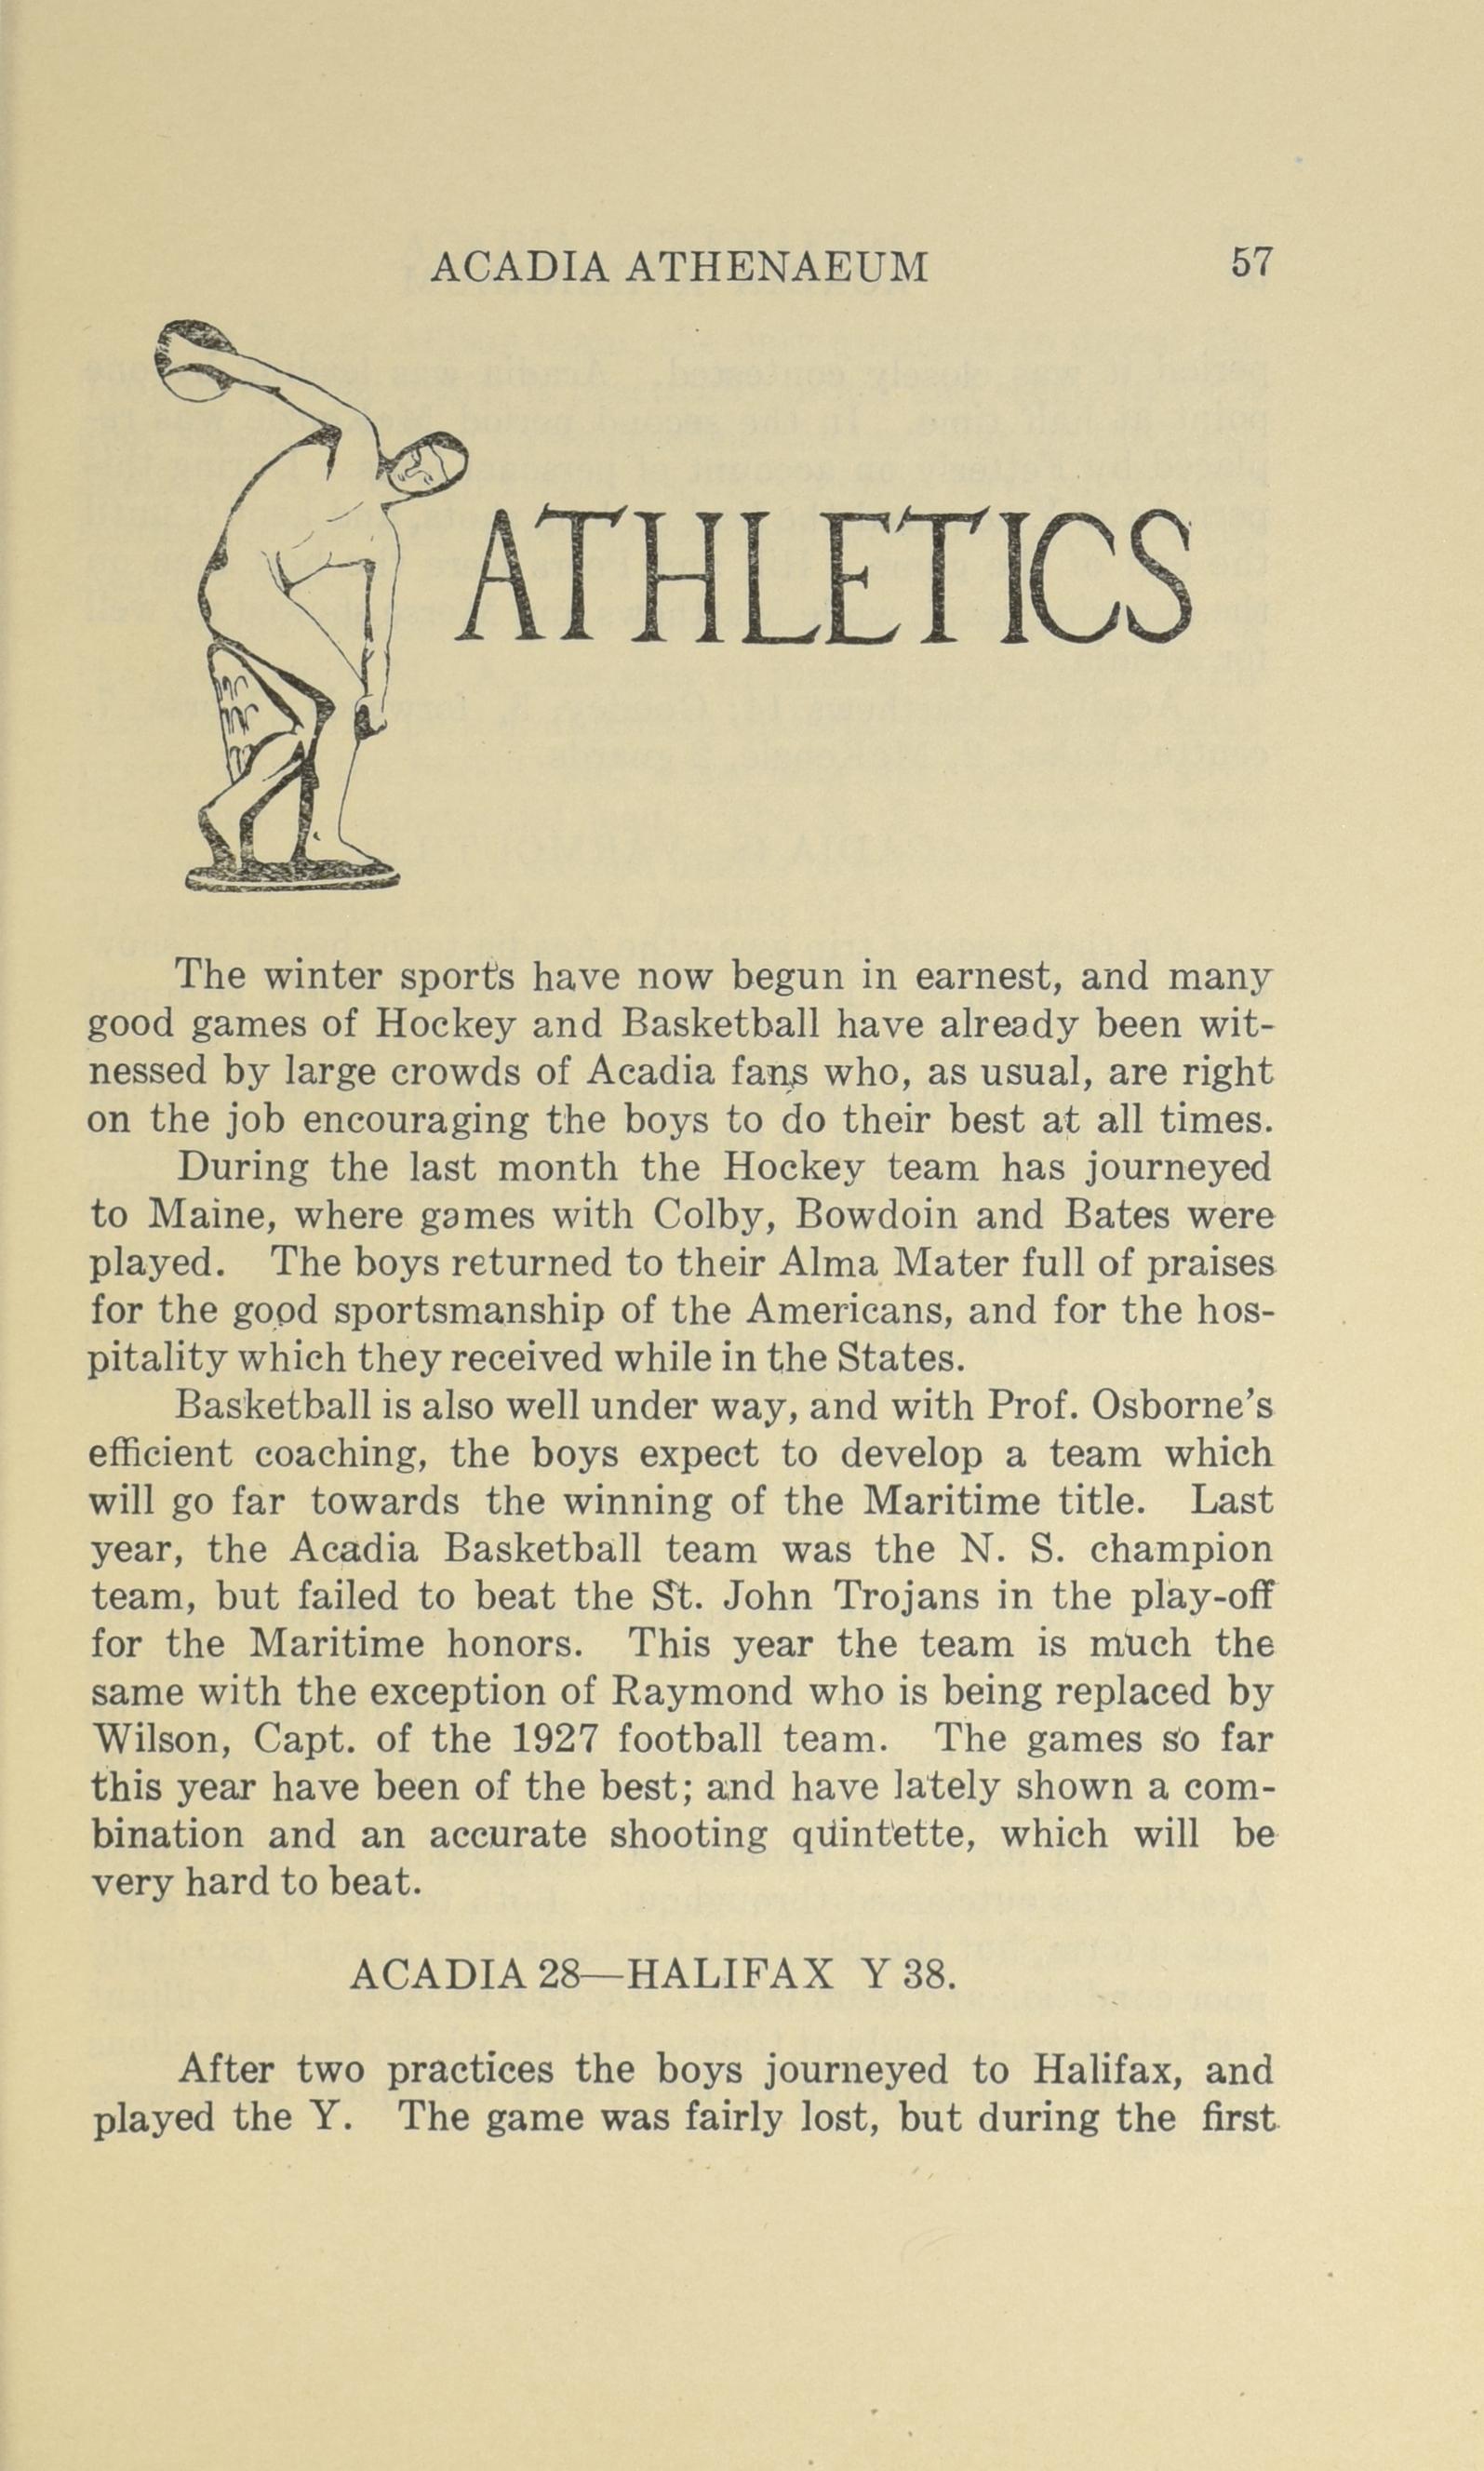 ACADIA ATHENAEUM 57
ATHLETICS
The winter sports have now begun in earnest, and many
good games of Hockey and Basketball have already been wit-
nessed by large crowds of Acadia fans who, as usual, are right
on the job encouraging the boys to do their best at all times.
During the last month the Hockey team has journeyed
to Maine, where games with Colby, Bowdoin and Bates were
played. The boys returned to their Alma Mater full of praises
for the good sportsmanship of the Americans, and for the hos-
pitality which they received while in the States.
Basketball is also well under way, and with Prof. Osborne's
efficient coaching, the boys expect to develop a team which
will go far towards the winning of the Maritime title. Last
year, the Acadia Basketball team was the N. S. champion
team, but failed to beat the St. John Trojans in the play-off
for the Maritime honors. This year the team is much the
same with the exception of Raymond who is being replaced by
Wilson, Capt. of the 1927 football team. The games so far
this year have been of the best; and have lately shown a com-
bination and an accurate shooting quintette, which will be
very hard to beat.
ACADIA 28—HALIFAX Y 38.
After two practices the boys journeyed to Halifax, and
played the Y. The game was fairly lost, but during the first